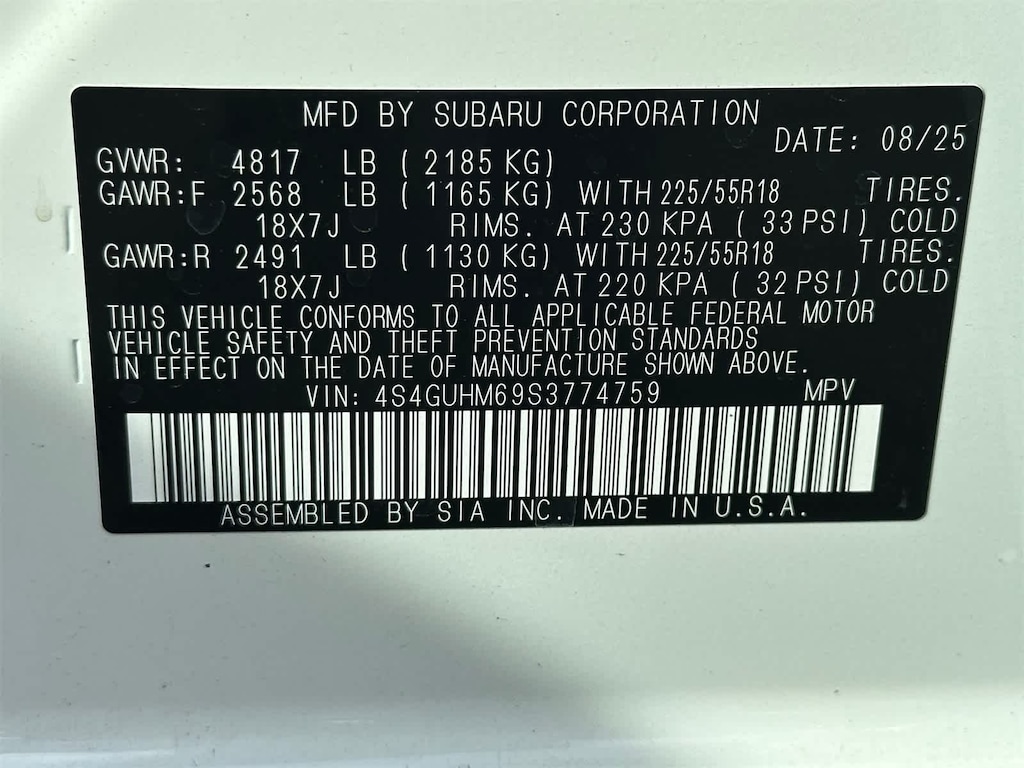 MFD BY SUBARU CORPORATION
DATE: 08/25
GVWR: 4817 LB ( 2185 KG)
GAWR:F 2568 LB ( 1165 KG) WITH 225/55R18 TIRES.
18X7J RIMS. AT 230 KPA ( 33 PSI) COLD
GAWR:R 2491 LB ( 1130 KG) WITH 225/55R18 TIRES.
18X7J RIMS. AT 220 KPA ( 32 PSI) COLD
THIS VEHICLE CONFORMS TO ALL APPLICABLE FEDERAL MOTOR
VEHICLE SAFETY AND THEFT PREVENTION STANDARDS
IN EFFECT ON THE DATE OF MANUFACTURE SHOWN ABOVE.
VIN: 4S4GUHM69S3774759 MPV
ASSEMBLED BY SIA INC. MADE IN U.S.A.